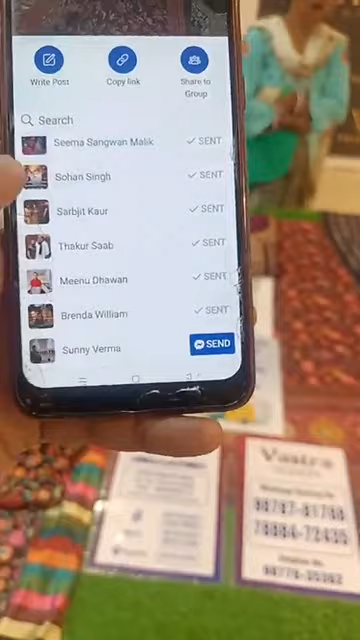 Write Post
Copy link
Share to
Group
Search
Seema Sangwan Malik
SENT
Sohan Singh
SENT
Sarbjit Kaur
SENT
Thakur Saab
SENT
Meenu Dhawan
SENT
Brenda William
SENT
Sunny Verma
SEND
Vastra